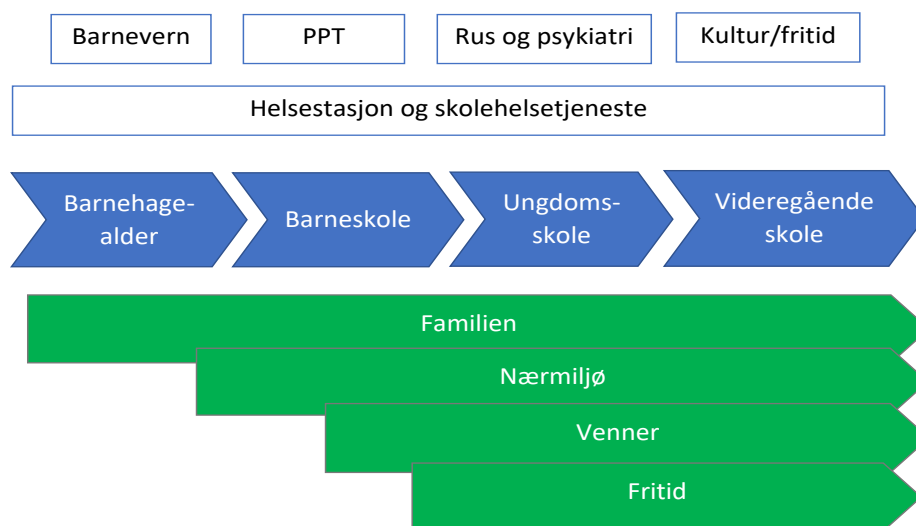 Barnevern
PPT
Rus og psykiatri
Kultur/fritid
Helsestasjon og skolehelsetjeneste
Barnehage-
alder
Barneskole
Ungdoms-
skole
Videregående
skole
Familien
Nærmiljø
Venner
Fritid